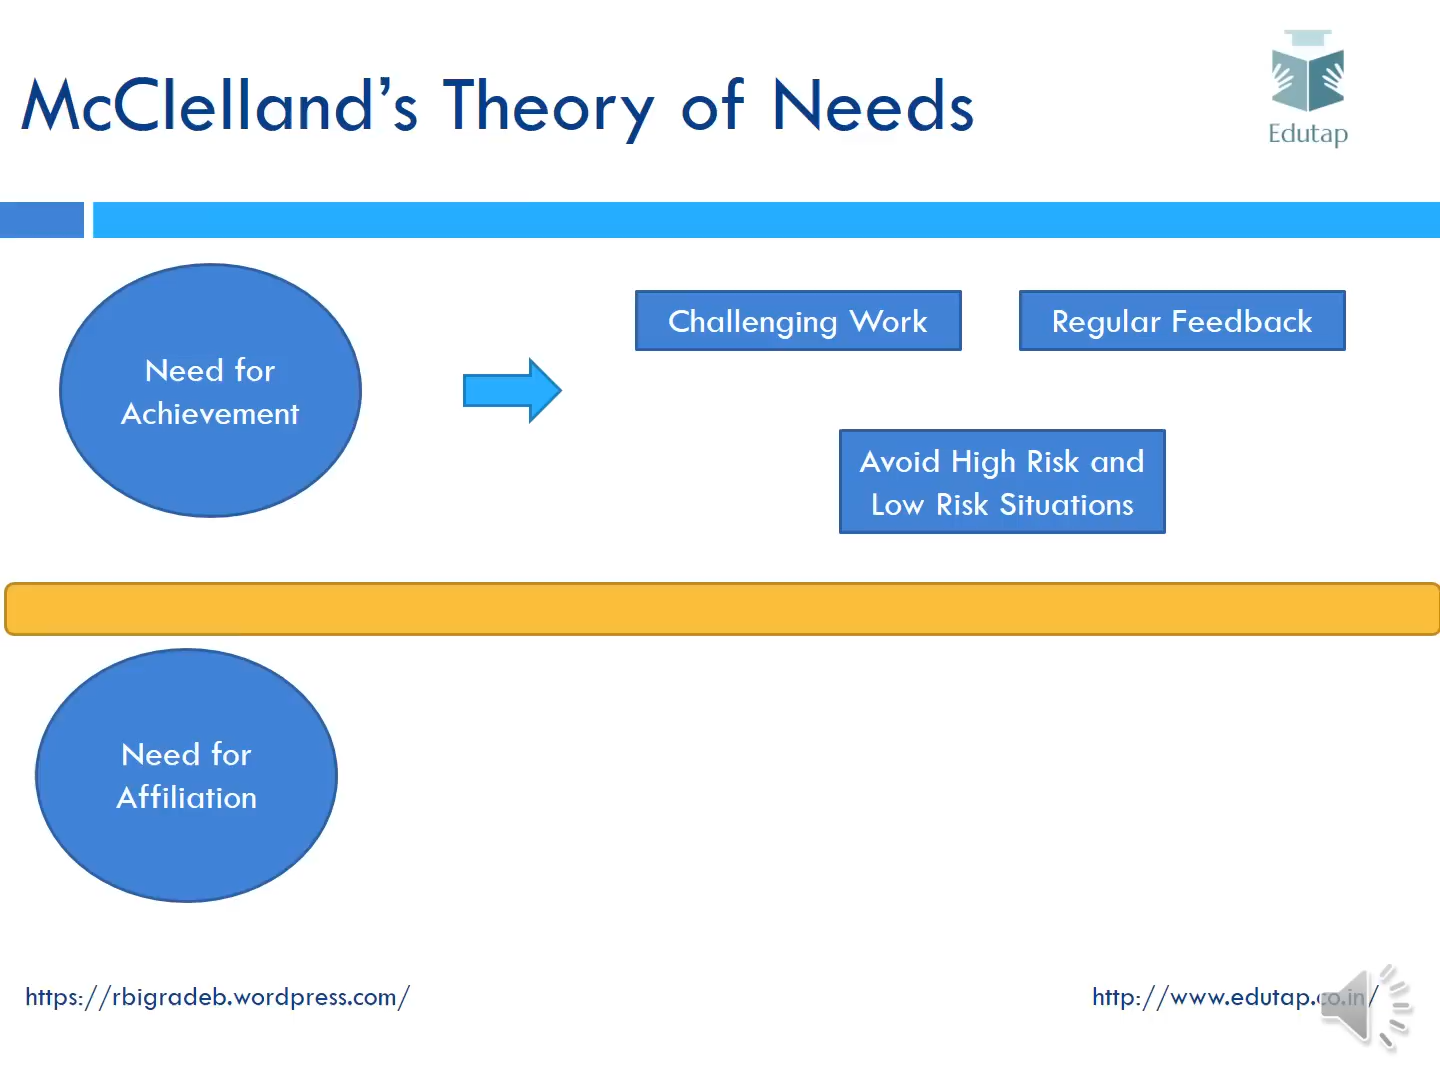 McClelland's Theory of Needs
Edutap
Need for
Achievement
Challenging Work
Regular Feedback
Avoid High Risk and
Low Risk Situations
Need for
Affiliation
https://rbigradeb.wordpress.com/
http://www.edutap.co.in/